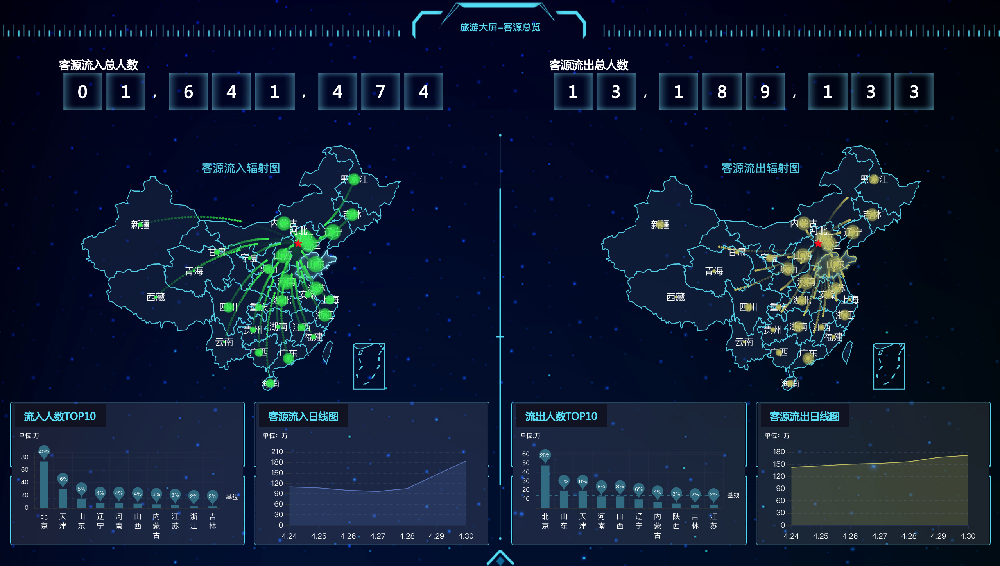 旅游大屏-客源总览
客源流入总人数
01,641,474
客源流出总人数
13,189,133
客源流入辐射图
黑龙江
吉林
新疆
内蒙古
河北
辽宁
北京
天津
甘肃
宁夏
山西
山东
青海
陕西
河南
江苏
安徽
西藏
上海
湖北
四川
重庆
浙江
湖南
江西
贵州
福建
云南
广西
广东
海南
客源流出辐射图
黑龙江
吉林
新疆
内蒙古
河北
辽宁
北京
天津
甘肃
宁夏
山西
山东
青海
陕西
河南
江苏
安徽
西藏
上海
湖北
四川
重庆
浙江
湖南
江西
贵州
福建
云南
广西
广东
海南
流入人数TOP10
单位:万
80
60
40
20
0
40%
16%
8%
4%
4%
4%
3%
3%
2%
2%
基线
北京
天津
山东
辽宁
河南
山西
内蒙古
江苏
浙江
吉林
客源流入日线图
单位：万
210
180
150
120
90
60
30
0
4.24 4.25 4.26 4.27 4.28 4.29 4.30
流出人数TOP10
单位:万
60
50
40
30
20
10
28%
11%
11%
8%
8%
6%
4%
3%
2%
2%
基线
北京
山东
天津
河南
山西
辽宁
内蒙古
陕西
吉林
江苏
客源流出日线图
单位：万
180
150
120
90
60
30
0
4.24 4.25 4.26 4.27 4.28 4.29 4.30